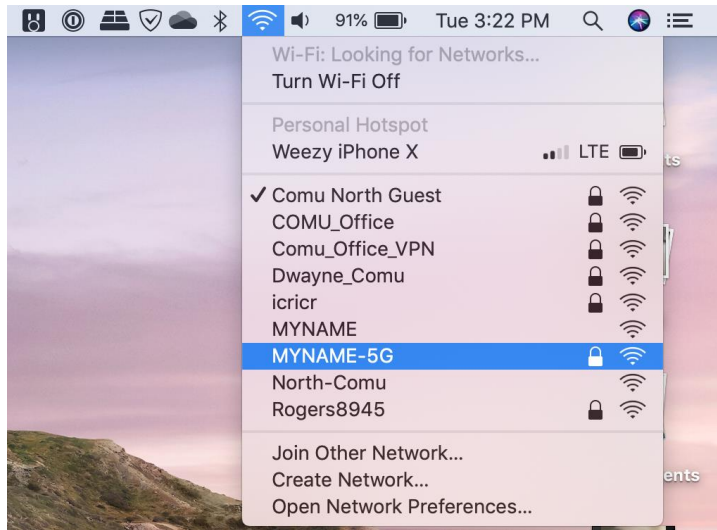 91% Tue 3:22 PM
Wi-Fi: Looking for Networks...
Turn Wi-Fi Off
Personal Hotspot
Weezy iPhone X LTE
ts
✓ Comu North Guest
COMU_Office
Comu_Office_VPN
Dwayne_Comu
icricr
MYNAME
MYNAME-5G
North-Comu
Rogers8945
Join Other Network...
ents
Create Network...
Open Network Preferences...